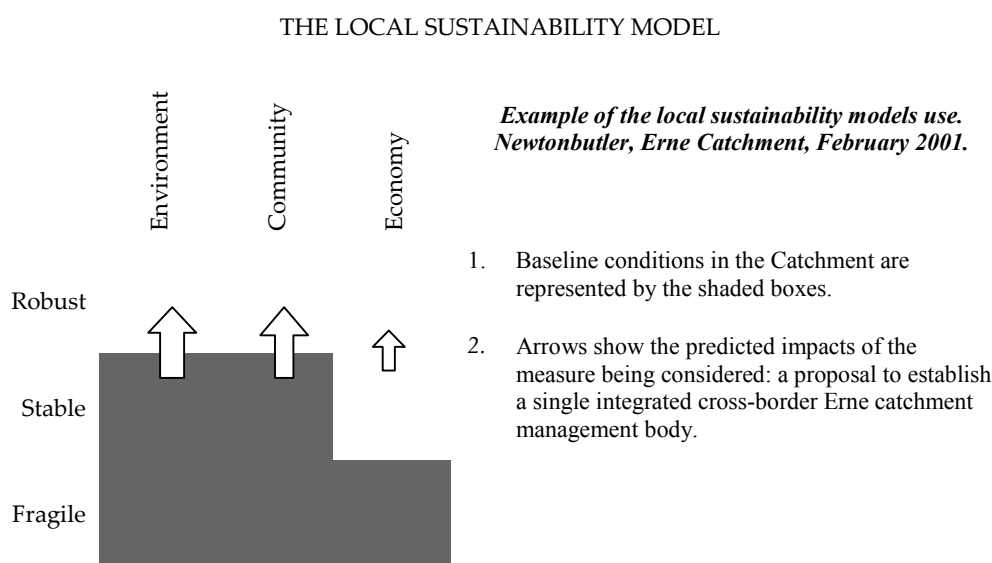 THE LOCAL SUSTAINABILITY MODEL
Environment
Community
Economy
Example of the local sustainability models use.
Newtonbutler, Erne Catchment, February 2001.
Robust
Stable
Fragile
1. Baseline conditions in the Catchment are
represented by the shaded boxes.
2. Arrows show the predicted impacts of the
measure being considered: a proposal to establish
a single integrated cross-border Erne catchment
management body.